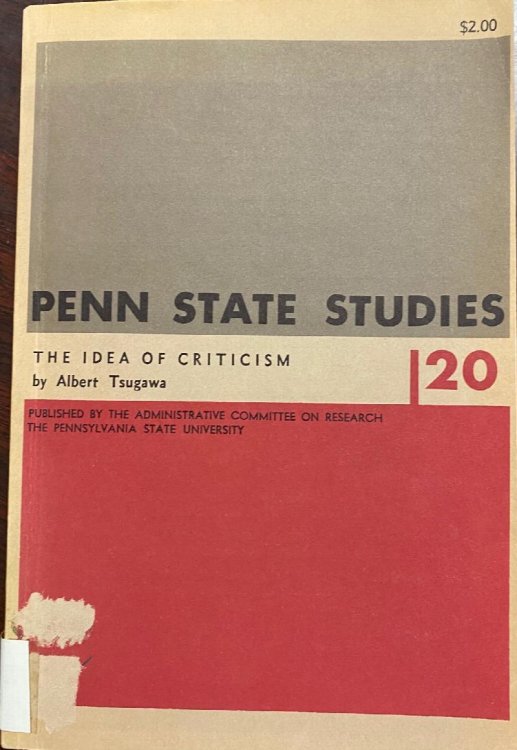 $2.00
PENN STATE STUDIES
THE IDEA OF CRITICISM
by Albert Tsugawa
20
PUBLISHED BY THE ADMINISTRATIVE COMMITTEE ON RESEARCH
THE PENNSYLVANIA STATE UNIVERSITY